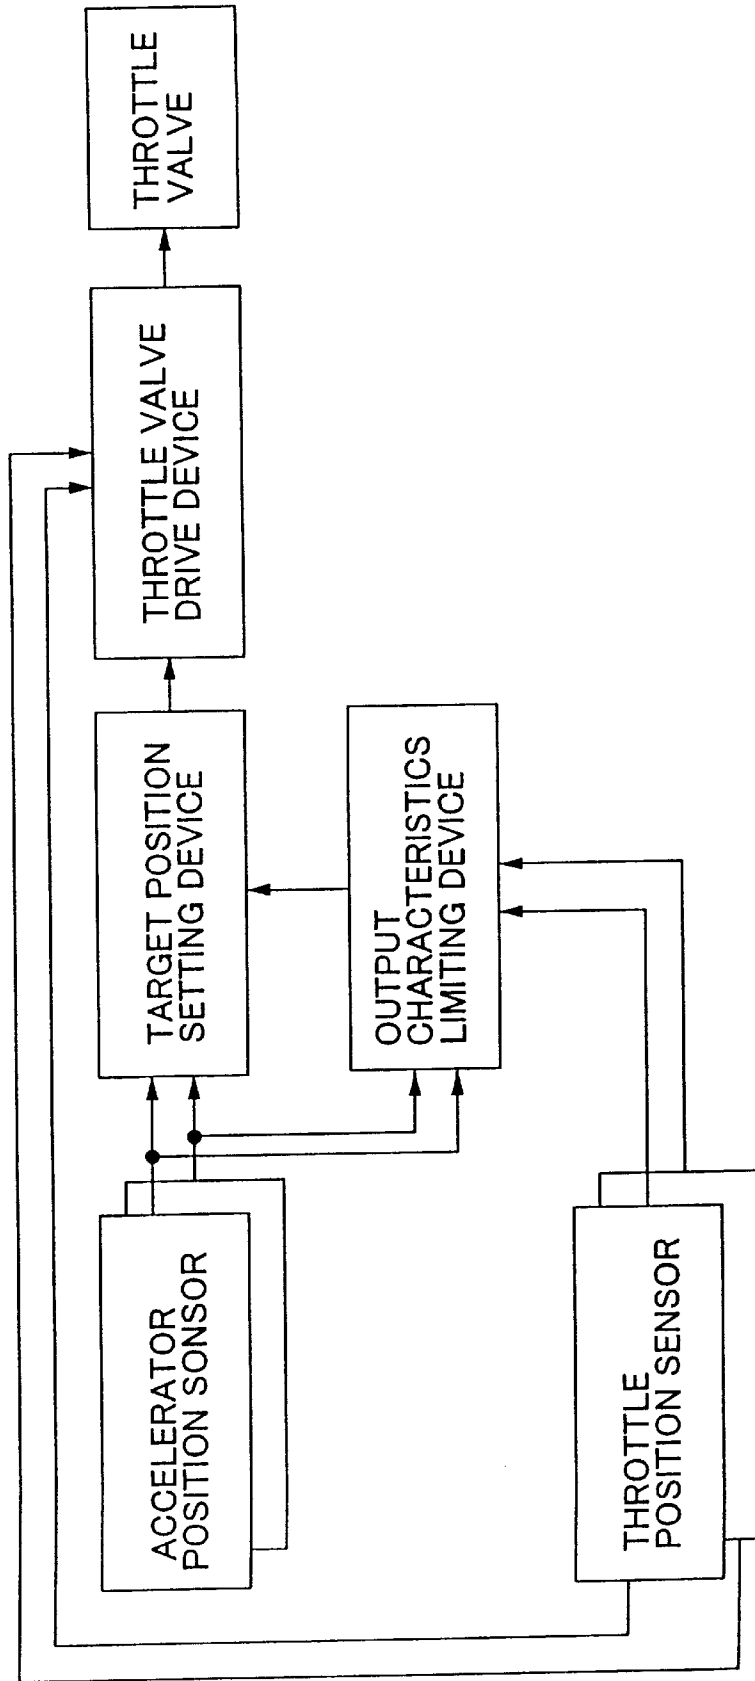 ACCELERATOR
POSITION SONSOR
TARGET POSITION
SETTING DEVICE
THROTTLE VALVE
DRIVE DEVICE
THROTTLE
VALVE
OUTPUT
CHARACTERISTICS
LIMITING DEVICE
THROTTLE
POSITION SENSOR